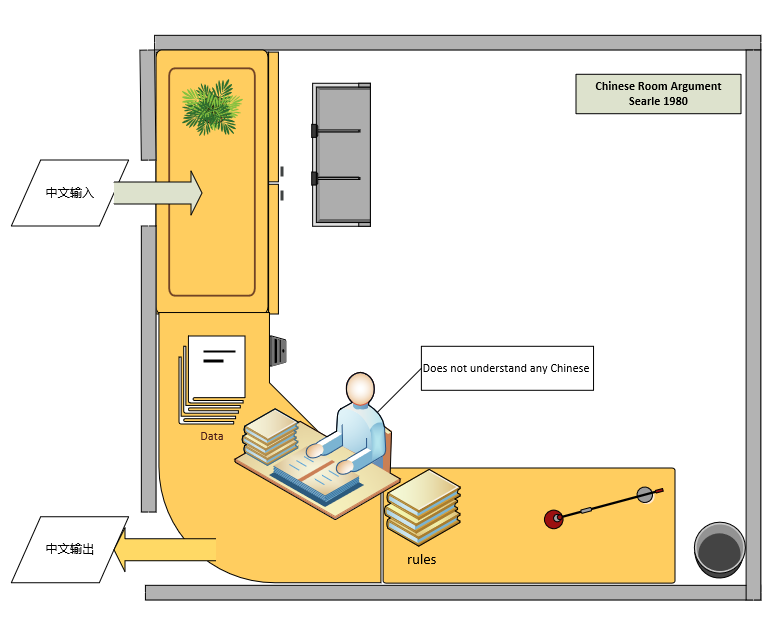 Chinese Room Argument
Searle 1980
中文输入
Does not understand any Chinese
Data
中文输出
rules